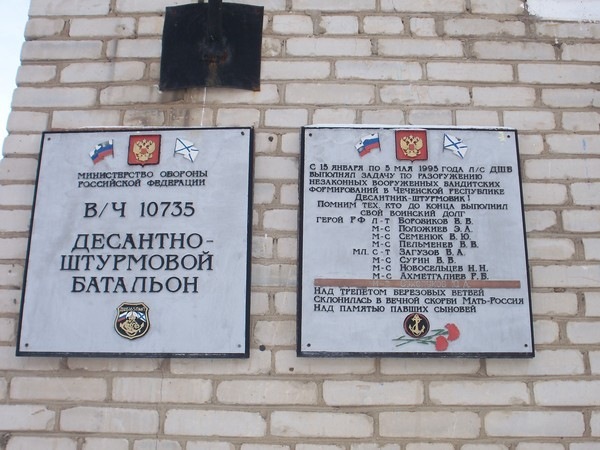 Министерство обороны
Российской Федерации
В/Ч 10735
Десантно-
штурмовой
батальон
С 15 января по 5 мая 1995 года л/с ДШБ
выполнял задачу по разоружению
незаконных вооруженных бандитских
формирований в Чеченской Республике
Десантник-штурмовик!
Помним тех кто до конца выполнил
свой воинский долг
Герой РФ л-т Боровиков В. В.
м-с Положиев Э. А.
м-с Семенюк В. Ю.
м-с Пельменев В. В.
мл. с-т Загузов В. А.
м-с Сурин В. В.
м-с Новосельцев Н. Н.
м-с Ахметгалиев Р. Б.
Над трепетом березовых ветвей
Склонилась в вечной скорби Мать-Россия
Над памятью павших сыновей